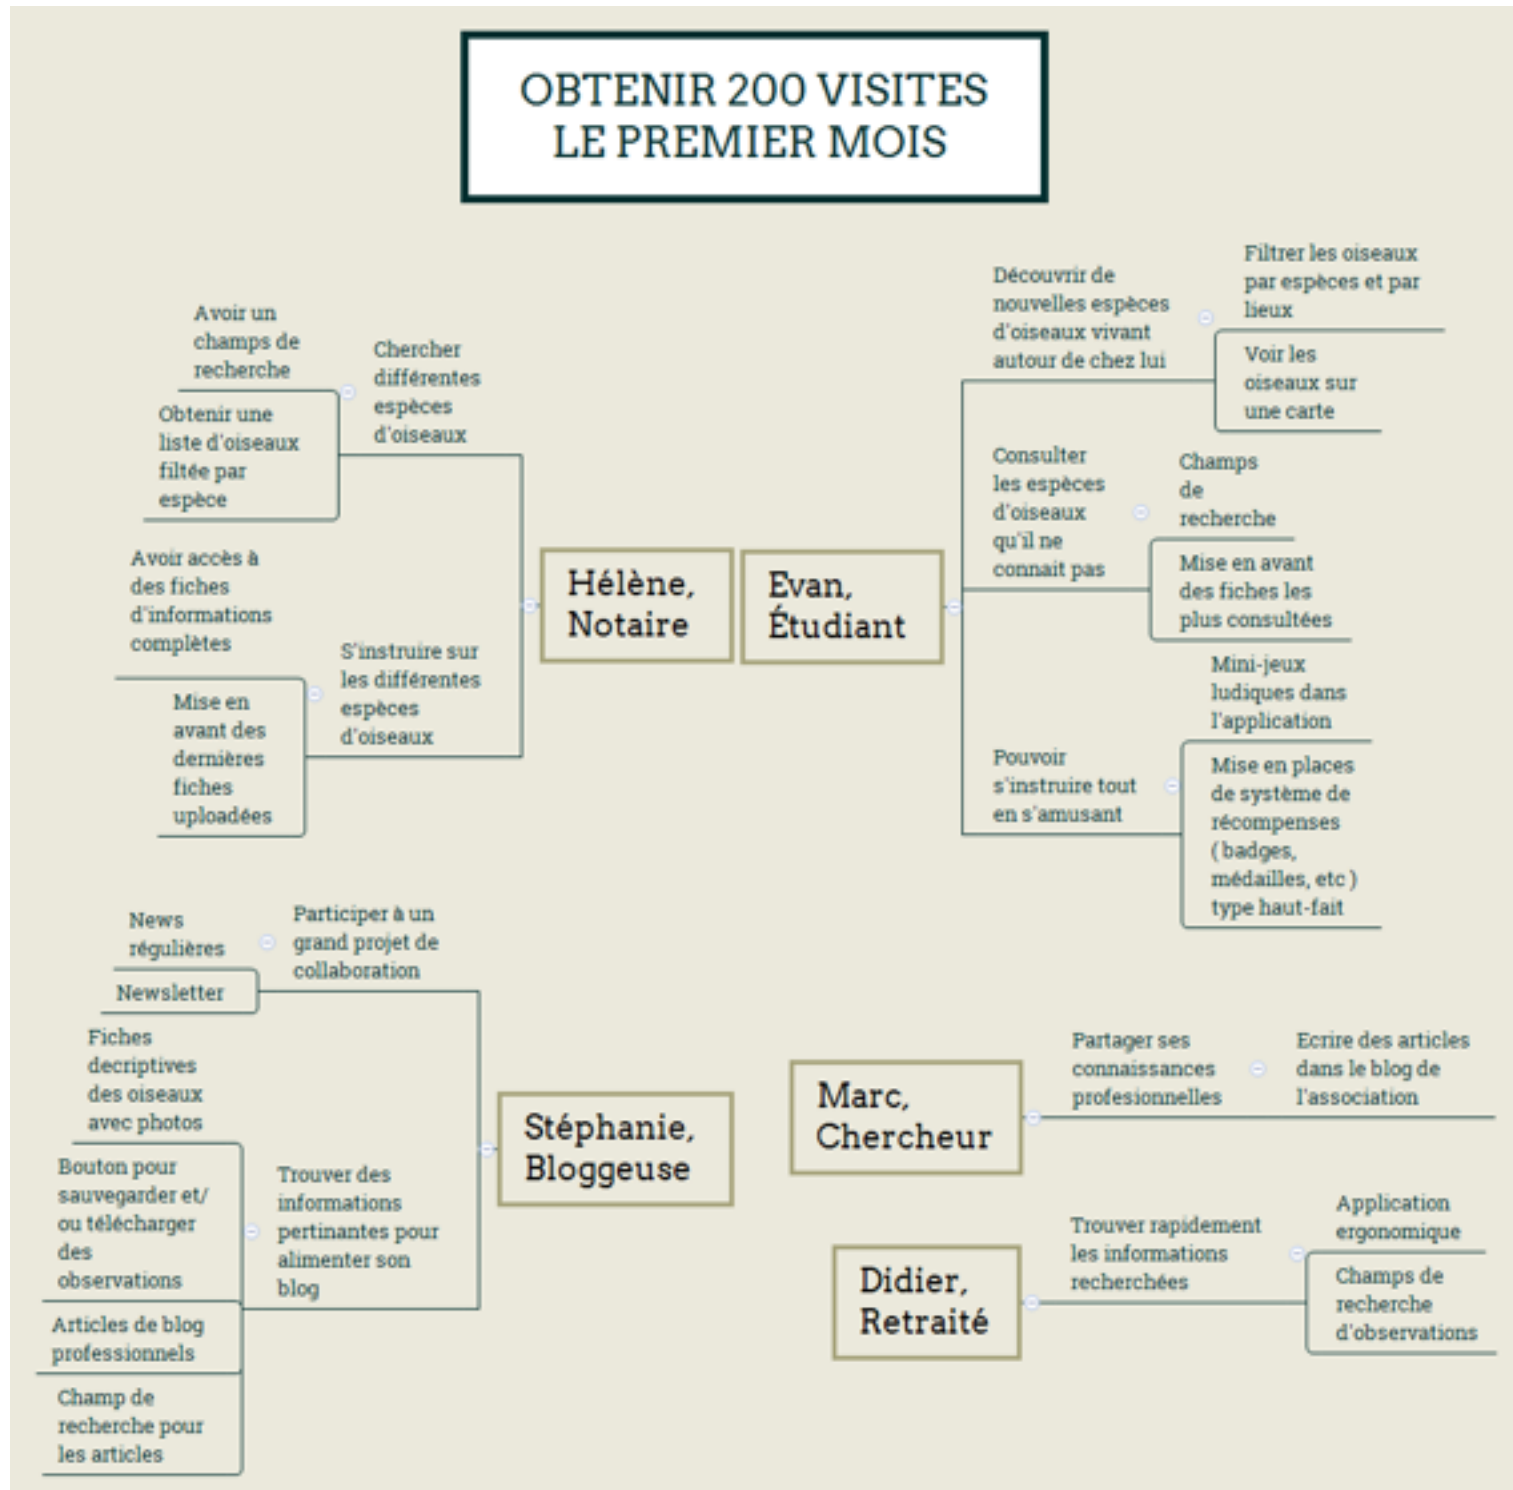 OBTENIR 200 VISITES
LE PREMIER MOIS
Avoir un
champs de
recherche
Obtenir une
liste d'oiseaux
filtée par
espèce
Chercher
différentes
espèces
d'oiseaux
Avoir accès à
des fiches
d'informations
complètes
Mise en
avant des
dernières
fiches
uploadées
S'instruire sur
les différentes
espèces
d'oiseaux
Hélène,
Notaire
Evan,
Étudiant
Découvrir de
nouvelles espèces
d'oiseaux vivant
autour de chez lui
Filtrer les oiseaux
par espèces et par
lieux
Voir les
oiseaux sur
une carte
Consulter
les espèces
d'oiseaux
qu'il ne
connait pas
Champs
de
recherche
Mise en avant
des fiches les
plus consultées
Pouvoir
s'instruire tout
en s'amusant
Mini-jeux
ludiques dans
l'application
Mise en places
de système de
récompenses
( badges,
médailles, etc )
type haut-fait
News
régulières
Newsletter
Participer à un
grand projet de
collaboration
Fiches
decriptives
des oiseaux
avec photos
Bouton pour
sauvegarder et/
ou télécharger
des
observations
Articles de blog
professionnels
Champ de
recherche pour
les articles
Trouver des
informations
pertinantes pour
alimenter son
blog
Stéphanie,
Bloggeuse
Marc,
Chercheur
Partager ses
connaissances
profesionnelles
Ecrire des articles
dans le blog de
l'association
Didier,
Retraité
Trouver rapidement
les informations
recherchées
Application
ergonomique
Champs de
recherche
d'observations